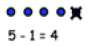 5 - 1 = 4